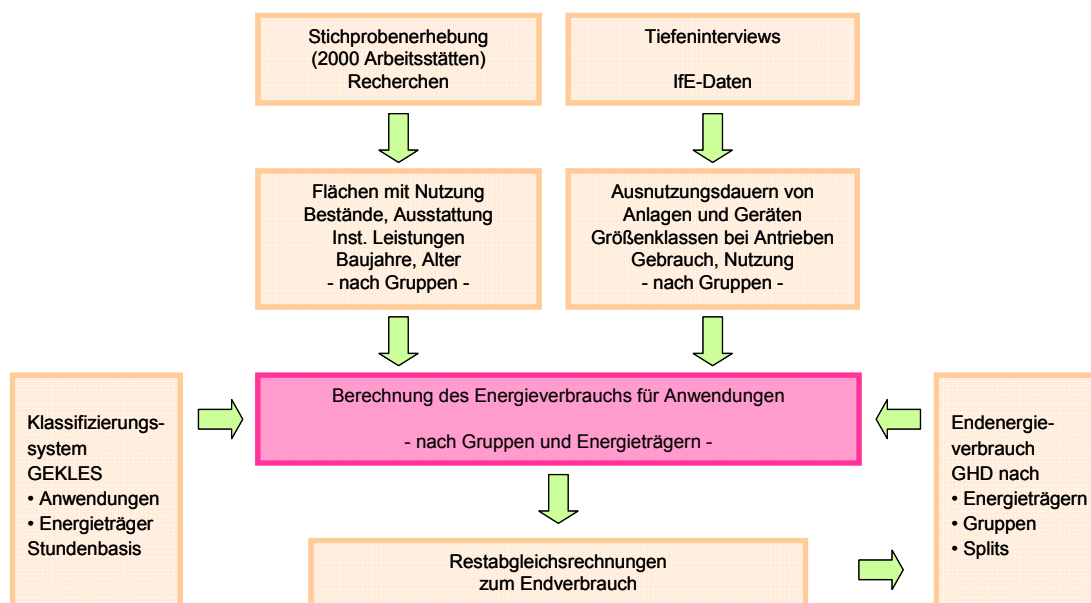 Stichprobenerhebung
(2000 Arbeitsstätten)
Recherchen
Tiefeninterviews
IfE-Daten
Flächen mit Nutzung
Bestände, Ausstattung
Inst. Leistungen
Baujahre, Alter
- nach Gruppen -
Ausnutzungsdauern von
Anlagen und Geräten
Größenklassen bei Antrieben
Gebrauch, Nutzung
- nach Gruppen -
Klassifizierungs-
system
GEKLES
• Anwendungen
• Energieträger
Stundenbasis
Berechnung des Energieverbrauchs für Anwendungen
- nach Gruppen und Energieträgern -
Endenergie-
verbrauch
GHD nach
• Energieträgern
• Gruppen
• Splits
Restabgleichsrechnungen
zum Endverbrauch